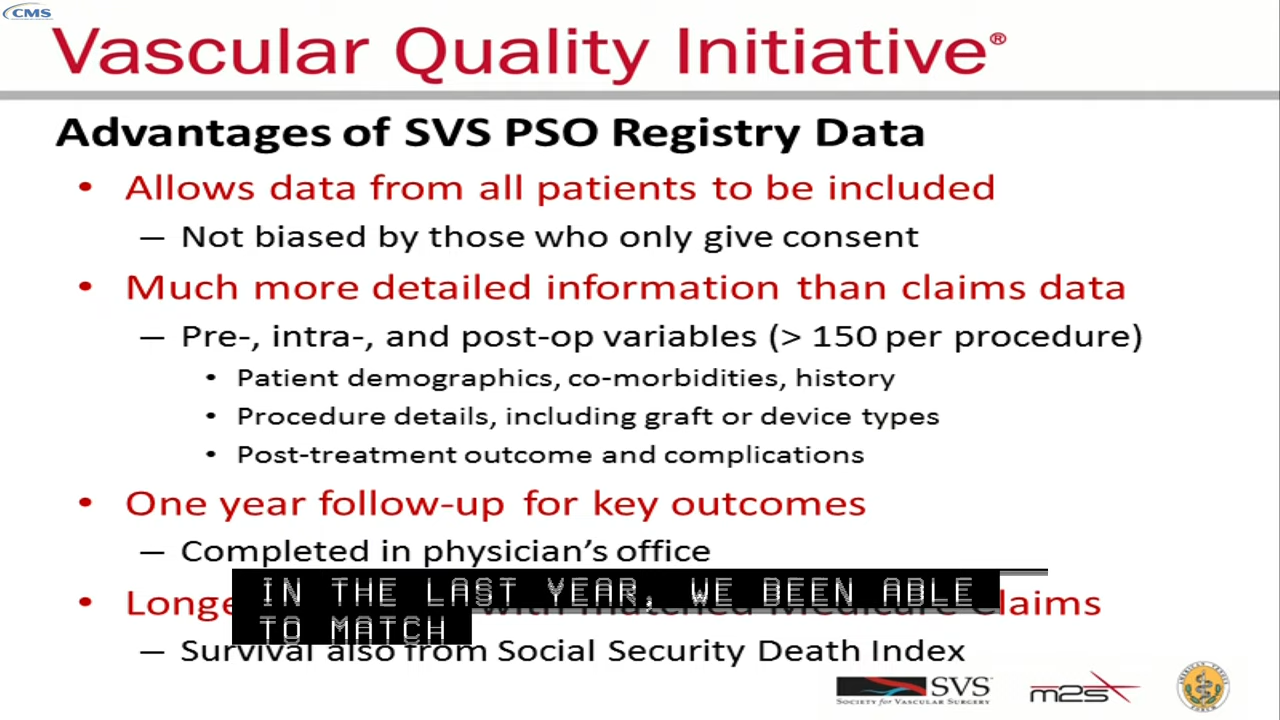 CMS
Vascular Quality Initiative®
Advantages of SVS PSO Registry Data
• Allows data from all patients to be included
– Not biased by those who only give consent
• Much more detailed information than claims data
– Pre-, intra-, and post-op variables (> 150 per procedure)
• Patient demographics, co-morbidities, history
• Procedure details, including graft or device types
• Post-treatment outcome and complications
• One year follow-up for key outcomes
– Completed in physician's office
IN THE LAST YEAR, WE BEEN ABLE
TO MATCH
• with matched Medicare claims
– Survival also from Social Security Death Index
SVS
SOCIETY for VASCULAR SURGERY
m2s
AMERICAN VENOUS FORUM